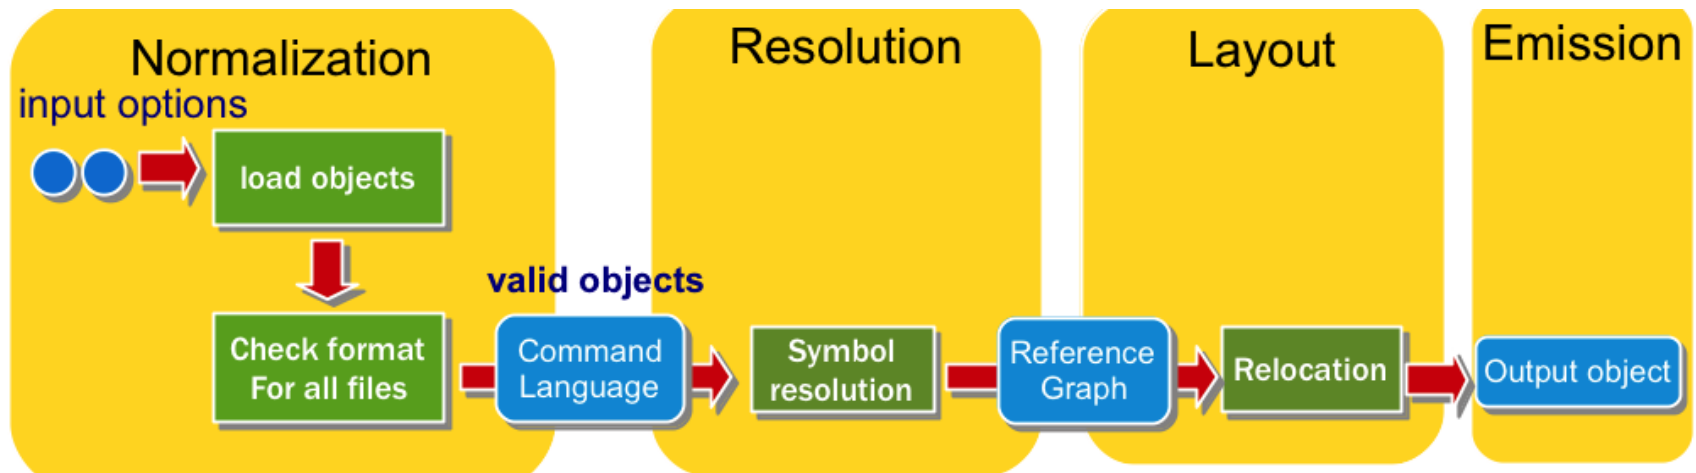 Normalization
input options
load objects
Check format
For all files
valid objects
Command
Language
Resolution
Symbol
resolution
Reference
Graph
Layout
Relocation
Emission
Output object